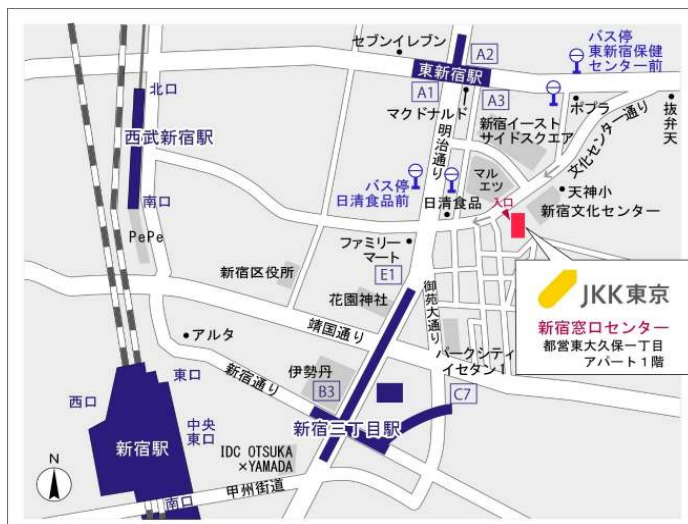 セブンイレブン
A2
バス停
東新宿保健
センター前
東新宿駅
A1
A3
マクドナルド
ポプラ
抜弁天
北口
西武新宿駅
南口
PePe
明治通り
新宿イースト
サイドスクエア
文化センター通り
バス停
日清食品前
マル
エツ
日清食品
入口
天神小
新宿文化センター
ファミリー
マート
E1
新宿区役所
花園神社
御苑大通り
靖国通り
JKK東京
新宿窓口センター
都営東大久保一丁目
アパート1階
アルタ
新宿通り
伊勢丹
パークシティ
イセタン1
B3
C7
東口
西口
中央
東口
新宿駅
新宿三丁目駅
IDC OTSUKA
×YAMADA
甲州街道
南口
N